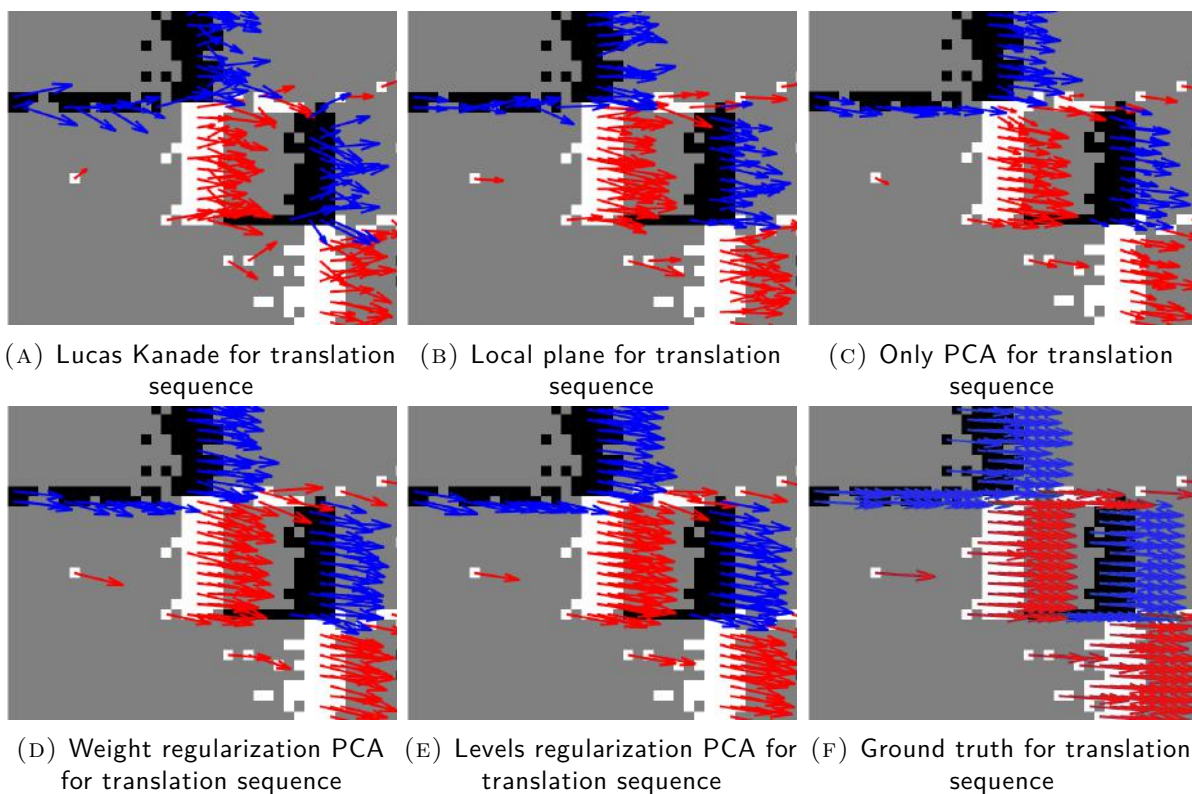 (A) Lucas Kanade for translation
sequence
(B) Local plane for translation
sequence
(C) Only PCA for translation
sequence
(D) Weight regularization PCA
for translation sequence
(E) Levels regularization PCA for
translation sequence
(F) Ground truth for translation
sequence